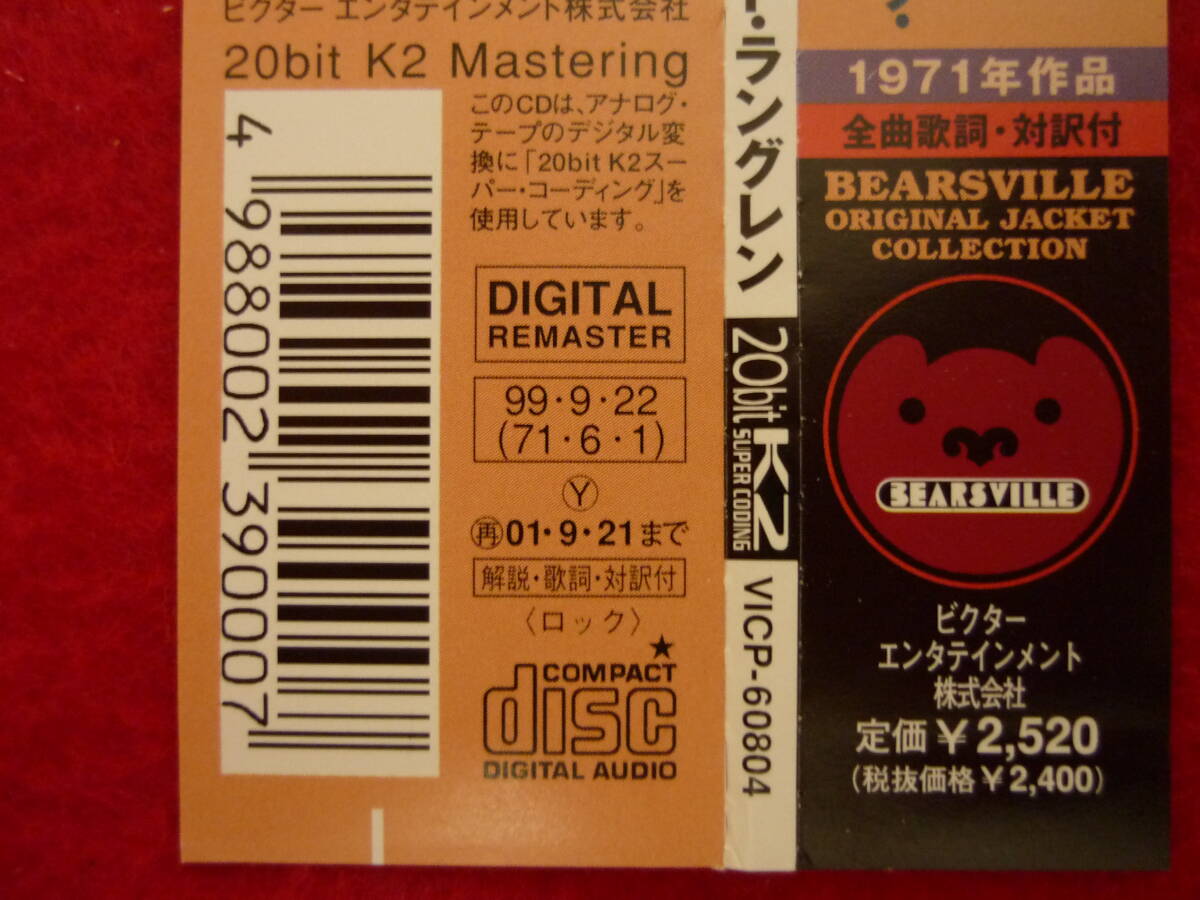 ビクター エンタテインメント株式会社
20bit K2 Mastering
このCDは、アナログ・
テープのデジタル変
換に「20bit K2スー
パー・コーディング」を
使用しています。
4 988002 390007
DIGITAL
REMASTER
99・9・22
(71・6・1)
Y
再01・9・21まで
解説・歌詞・対訳付
〈ロック〉
★
COMPACT
disc
DIGITAL AUDIO
ト・ラングレン
20bit K2
SUPER CODING
VICP-60804
?
1971年作品
全曲歌詞・対訳付
BEARSVILLE
ORIGINAL JACKET
COLLECTION
BEARSVILLE
ビクター
エンタテインメント
株式会社
定価￥2,520
(税抜価格￥2,400)